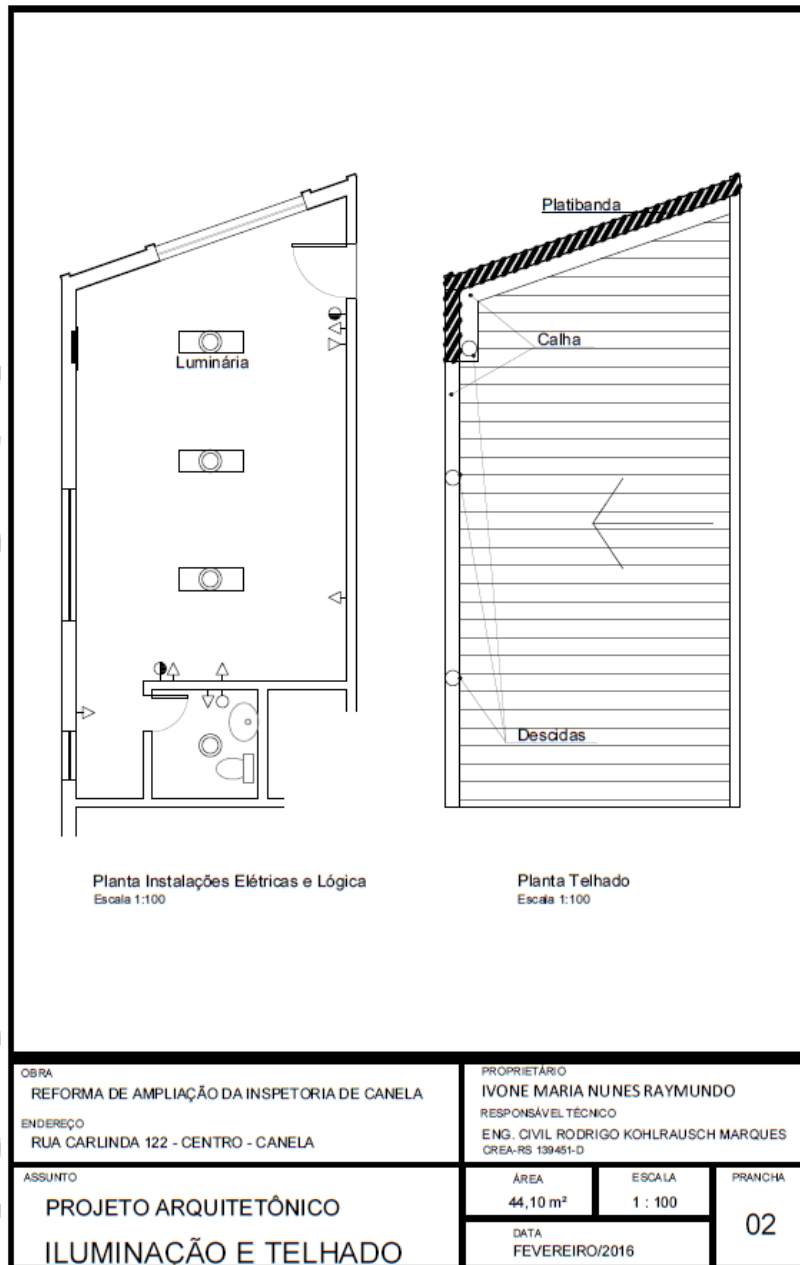 Platibanda
Calha
Luminária
Descidas
Planta Instalações Elétricas e Lógica
Escala 1:100
Planta Telhado
Escala 1:100
OBRA
REFORMA DE AMPLIAÇÃO DA INSPETORIA DE CANELA
ENDEREÇO
RUA CARLINDA 122 - CENTRO - CANELA
PROPRIETÁRIO
IVONE MARIA NUNES RAYMUNDO
RESPONSÁVEL TÉCNICO
ENG. CIVIL RODRIGO KOHLRAUSCH MARQUES
CREA-RS 139451-D
ASSUNTO
PROJETO ARQUITETÔNICO
ILUMINAÇÃO E TELHADO
ÁREA
44,10 m²
ESCALA
1 : 100
DATA
FEVEREIRO/2016
PRANCHA
02